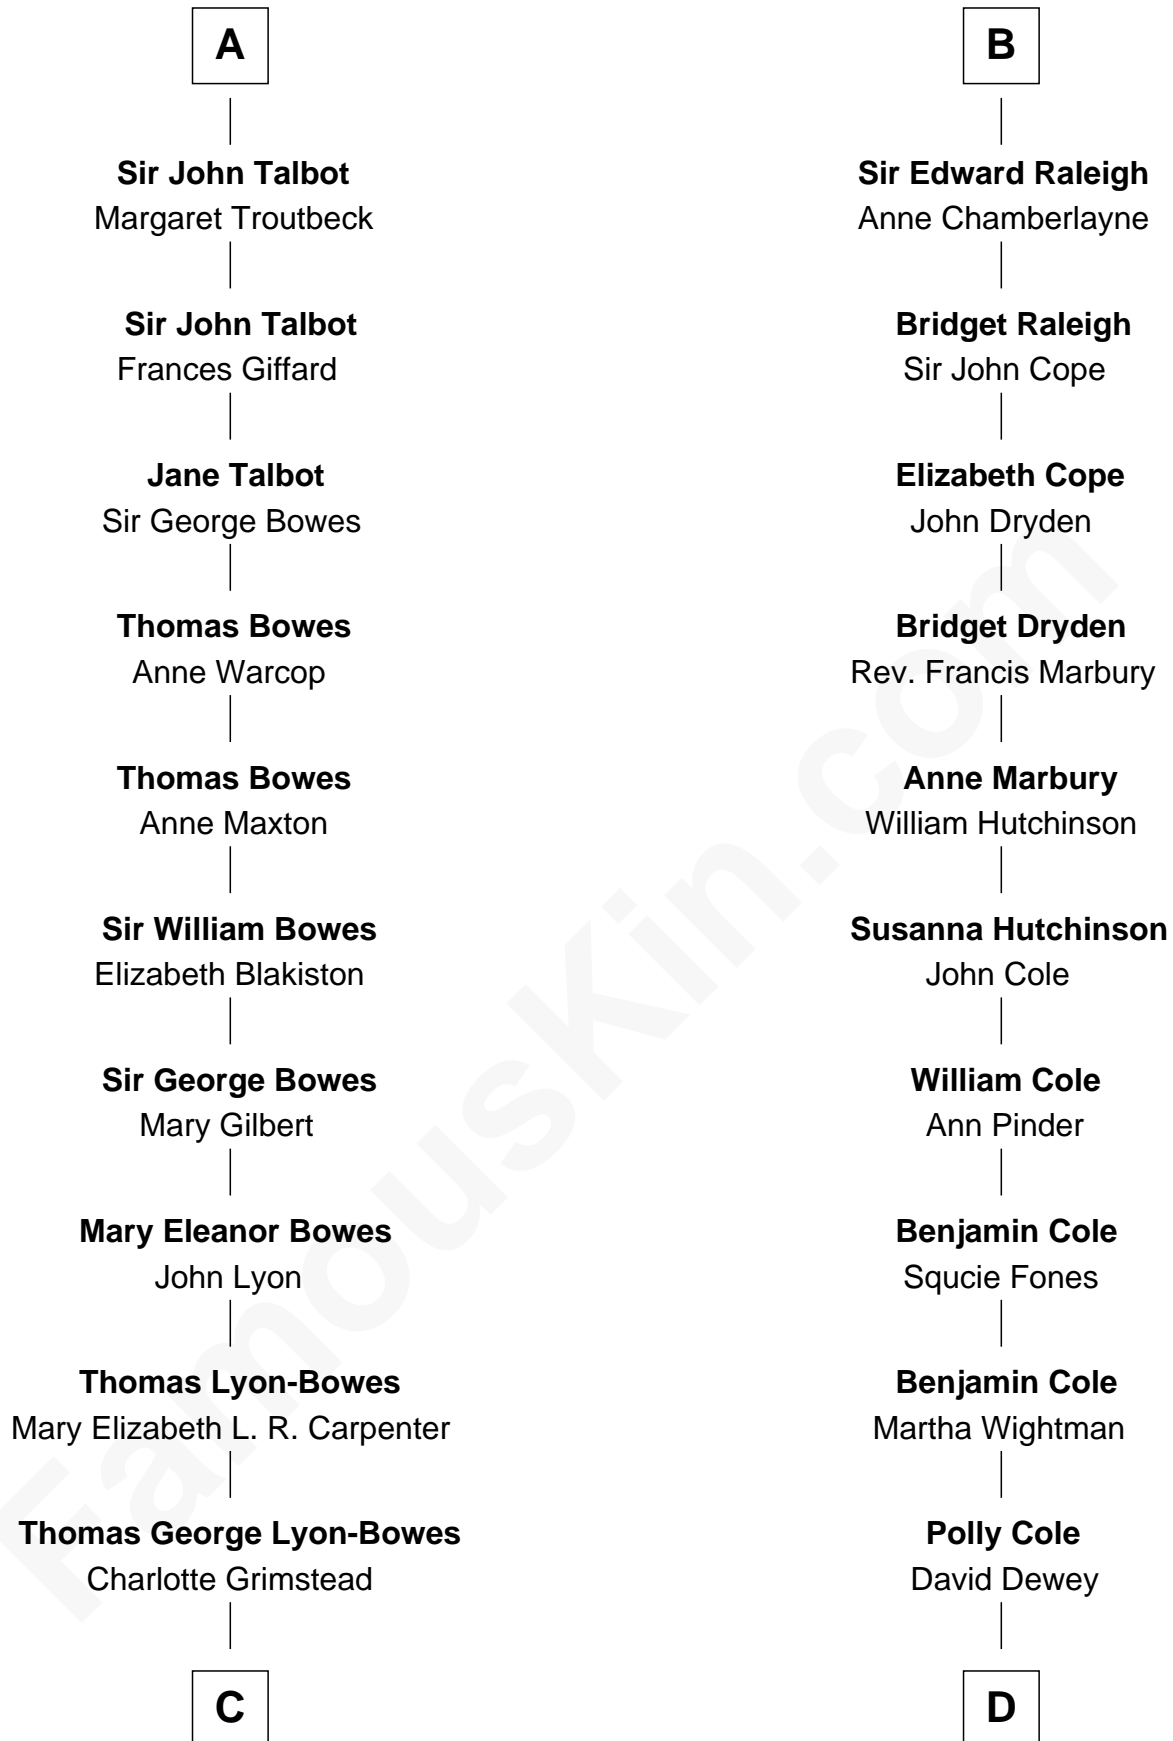 A
Sir John Talbot
Margaret Troutbeck
Sir John Talbot
Frances Giffard
Jane Talbot
Sir George Bowes
Thomas Bowes
Anne Warcop
Thomas Bowes
Anne Maxton
Sir William Bowes
Elizabeth Blakiston
Sir George Bowes
Mary Gilbert
Mary Eleanor Bowes
John Lyon
Thomas Lyon-Bowes
Mary Elizabeth L. R. Carpenter
Thomas George Lyon-Bowes
Charlotte Grimstead
C
B
Sir Edward Raleigh
Anne Chamberlayne
Bridget Raleigh
Sir John Cope
Elizabeth Cope
John Dryden
Bridget Dryden
Rev. Francis Marbury
Anne Marbury
William Hutchinson
Susanna Hutchinson
John Cole
William Cole
Ann Pinder
Benjamin Cole
Squcie Fones
Benjamin Cole
Martha Wightman
Polly Cole
David Dewey
D
FamousKin.com